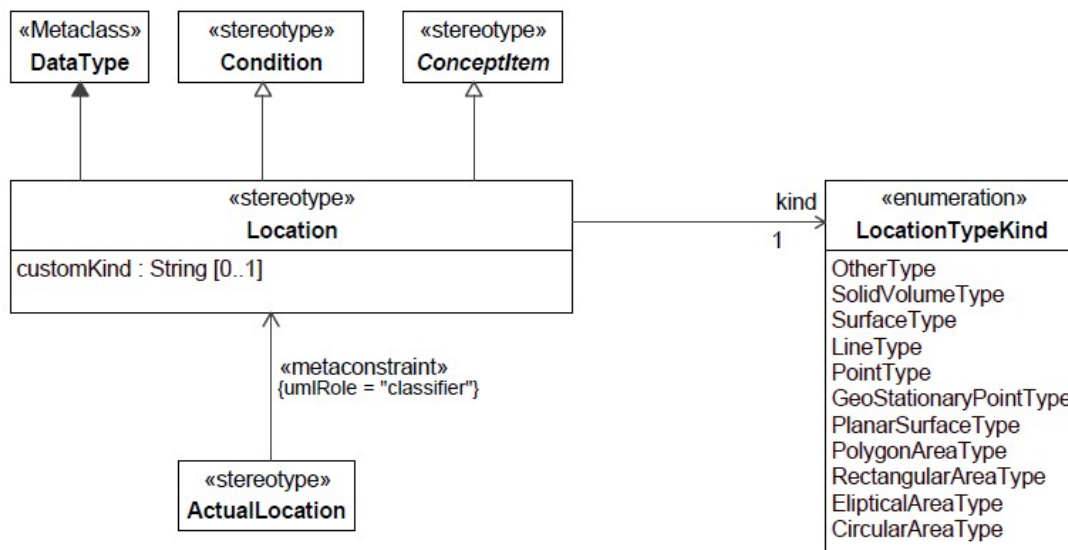 «Metaclass»
DataType
«stereotype»
Condition
«stereotype»
ConceptItem
«stereotype»
Location
customKind : String [0..1]
kind
1
«enumeration»
LocationTypeKind
OtherType
SolidVolumeType
SurfaceType
LineType
PointType
GeoStationaryPointType
PlanarSurfaceType
PolygonAreaType
RectangularAreaType
ElipticalAreaType
CircularAreaType
«metaconstraint»
{umlRole = "classifier"}
«stereotype»
ActualLocation